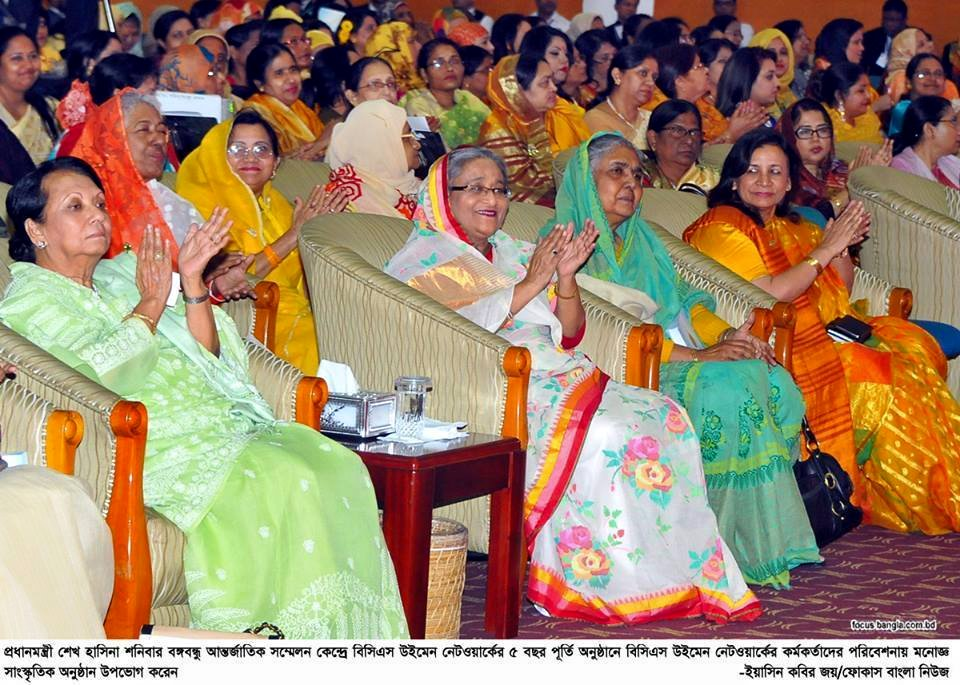 focus bangla.com.bd
প্রধানমন্ত্রী শেখ হাসিনা শনিবার বঙ্গবন্ধু আন্তর্জাতিক সম্মেলন কেন্দ্রে বিসিএস উইমেন নেটওয়ার্কের ৫ বছর পূর্তি অনুষ্ঠানে বিসিএস উইমেন নেটওয়ার্কের কর্মকর্তাদের পরিবেশনায় মনোজ্ঞ
সাংস্কৃতিক অনুষ্ঠান উপভোগ করেন -ইয়াসিন কবির জয়/ফোকাস বাংলা নিউজ